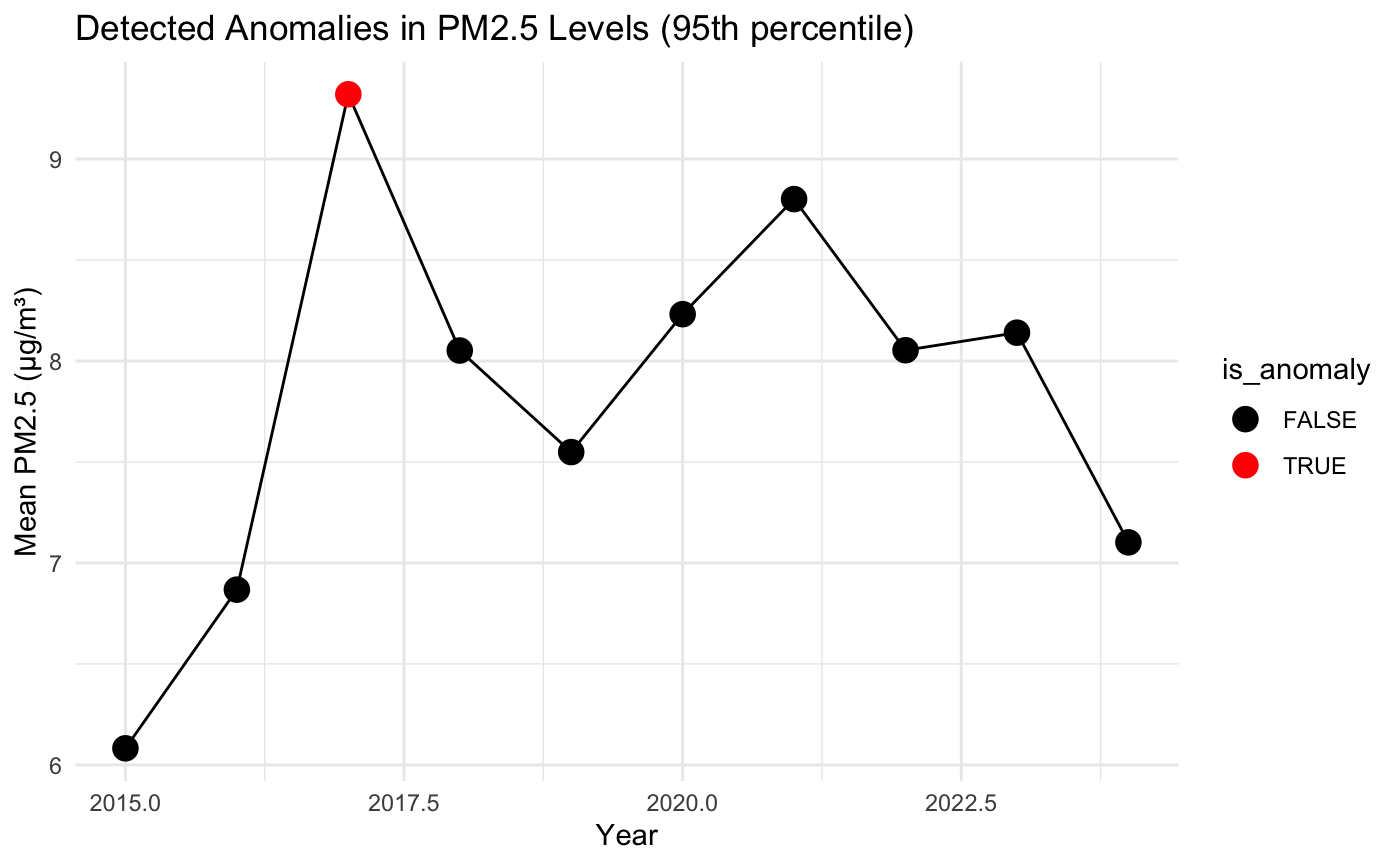 Detected Anomalies in PM2.5 Levels (95th percentile)
Mean PM2.5 (µg/m³)
9
8
7
6
2015.0 2017.5 2020.0 2022.5
Year
is_anomaly
FALSE
TRUE